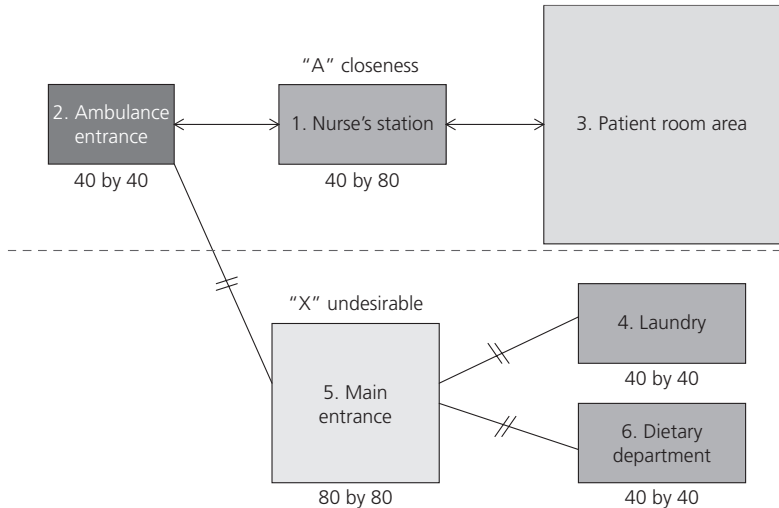 “A” closeness
2. Ambulance
entrance
1. Nurse’s station
3. Patient room area
40 by 40
40 by 80
“X” undesirable
4. Laundry
40 by 40
5. Main
entrance
6. Dietary
department
80 by 80
40 by 40